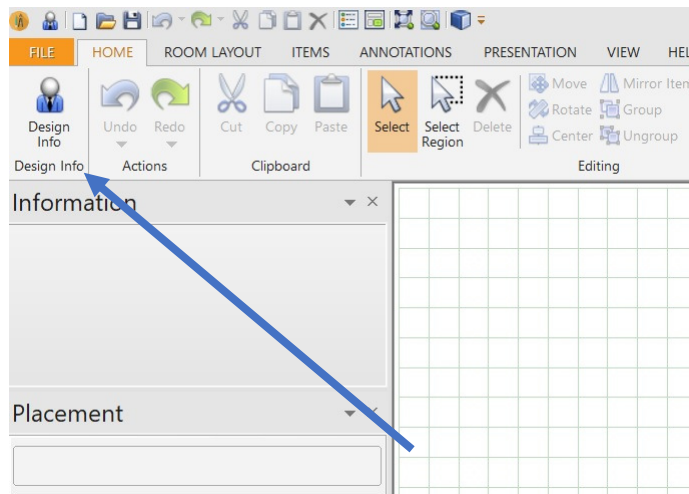 FILE HOME ROOM LAYOUT ITEMS ANNOTATIONS PRESENTATION VIEW
Design Info
Undo Redo Cut Copy Paste Select Select Region Delete
Move Mirror
Rotate Group
Center Ungroup
Design Info Actions Clipboard Editing
Information
Placement